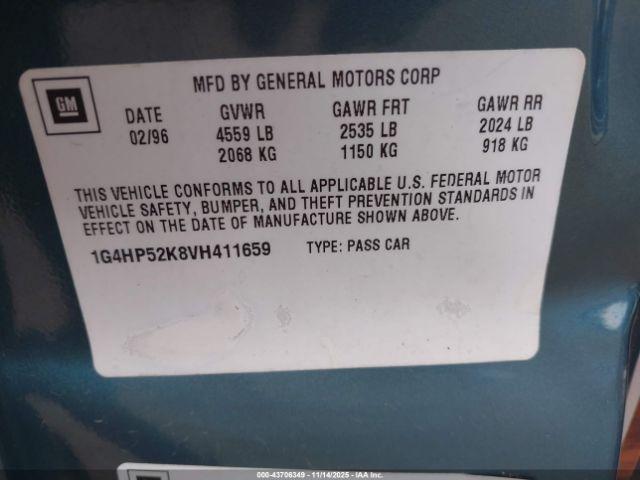 GM
MFD BY GENERAL MOTORS CORP
DATE GVWR GAWR FRT GAWR RR
02/96 4559 LB 2535 LB 2024 LB
2068 KG 1150 KG 918 KG
THIS VEHICLE CONFORMS TO ALL APPLICABLE U.S. FEDERAL MOTOR
VEHICLE SAFETY, BUMPER, AND THEFT PREVENTION STANDARDS IN
EFFECT ON THE DATE OF MANUFACTURE SHOWN ABOVE.
1G4HP52K8VH411659 TYPE: PASS CAR
000-43706349 | 11/14/2025 | IAA Inc.